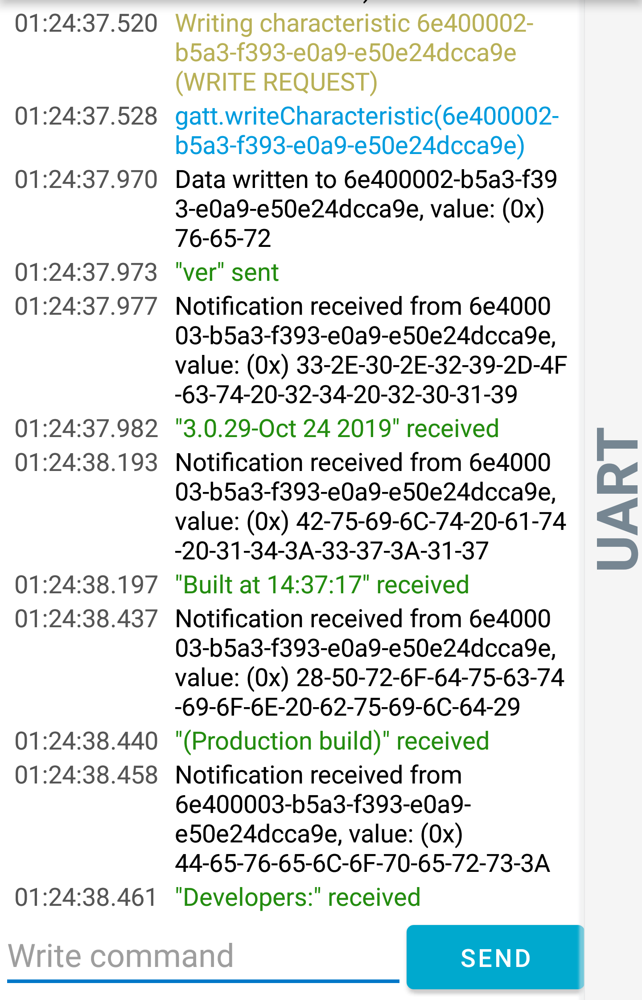 01:24:37.520 Writing characteristic 6e400002-
b5a3-f393-e0a9-e50e24dcca9e
(WRITE REQUEST)
01:24:37.528 gatt.writeCharacteristic(6e400002-
b5a3-f393-e0a9-e50e24dcca9e)
01:24:37.970 Data written to 6e400002-b5a3-f39
3-e0a9-e50e24dcca9e, value: (0x)
76-65-72
01:24:37.973 "ver" sent
01:24:37.977 Notification received from 6e4000
03-b5a3-f393-e0a9-e50e24dcca9e,
value: (0x) 33-2E-30-2E-32-39-2D-4F
-63-74-20-32-34-20-32-30-31-39
01:24:37.982 "3.0.29-Oct 24 2019" received
01:24:38.193 Notification received from 6e4000
03-b5a3-f393-e0a9-e50e24dcca9e,
value: (0x) 42-75-69-6C-74-20-61-74
-20-31-34-3A-33-37-3A-31-37
01:24:38.197 "Built at 14:37:17" received
01:24:38.437 Notification received from 6e4000
03-b5a3-f393-e0a9-e50e24dcca9e,
value: (0x) 28-50-72-6F-64-75-63-74
-69-6F-6E-20-62-75-69-6C-64-29
01:24:38.440 "(Production build)" received
01:24:38.458 Notification received from
6e400003-b5a3-f393-e0a9-
e50e24dcca9e, value: (0x)
44-65-76-65-6C-6F-70-65-72-73-3A
01:24:38.461 "Developers:" received
Write command
SEND
UART